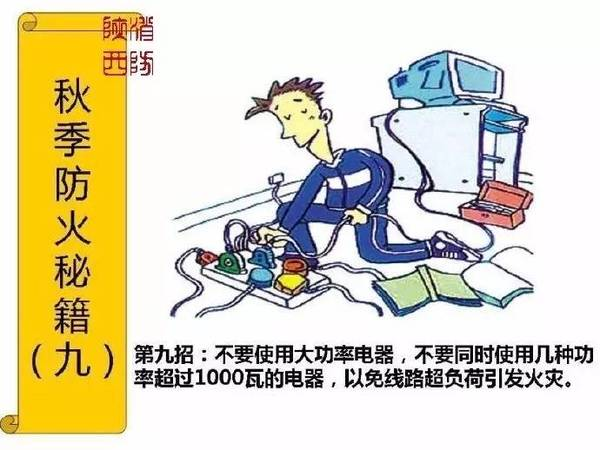 秋季防火秘籍（九）
第九招：不要使用大功率电器，不要同时使用几种功
率超过1000瓦的电器，以免线路超负荷引发火灾。